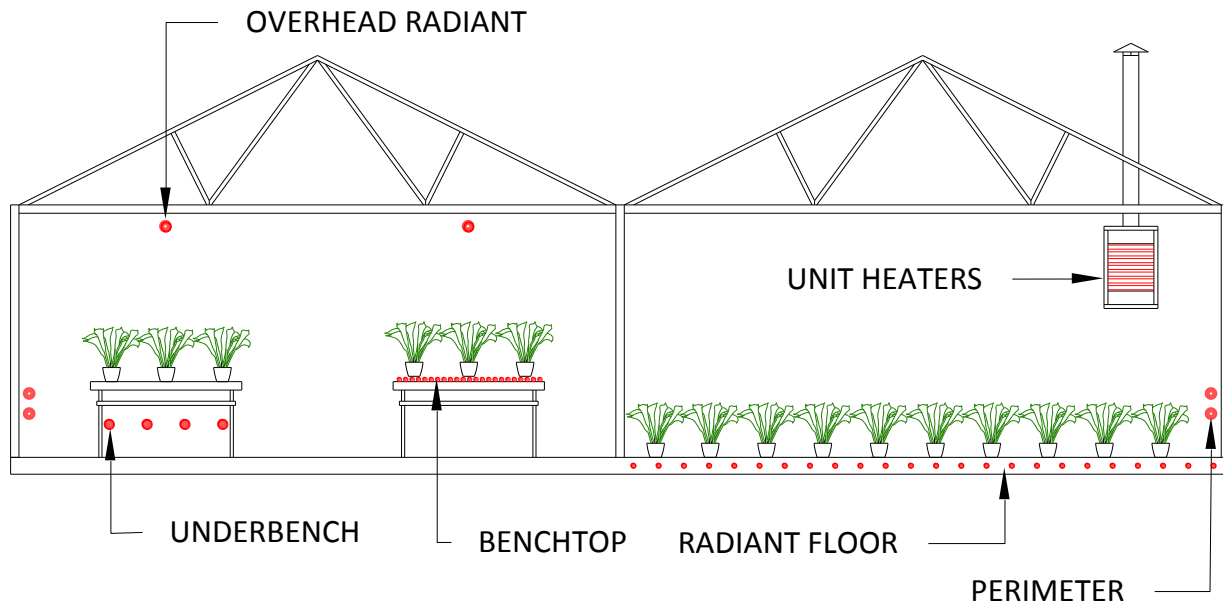 OVERHEAD RADIANT
UNIT HEATERS
UNDERBENCH
BENCHTOP
RADIANT FLOOR
PERIMETER